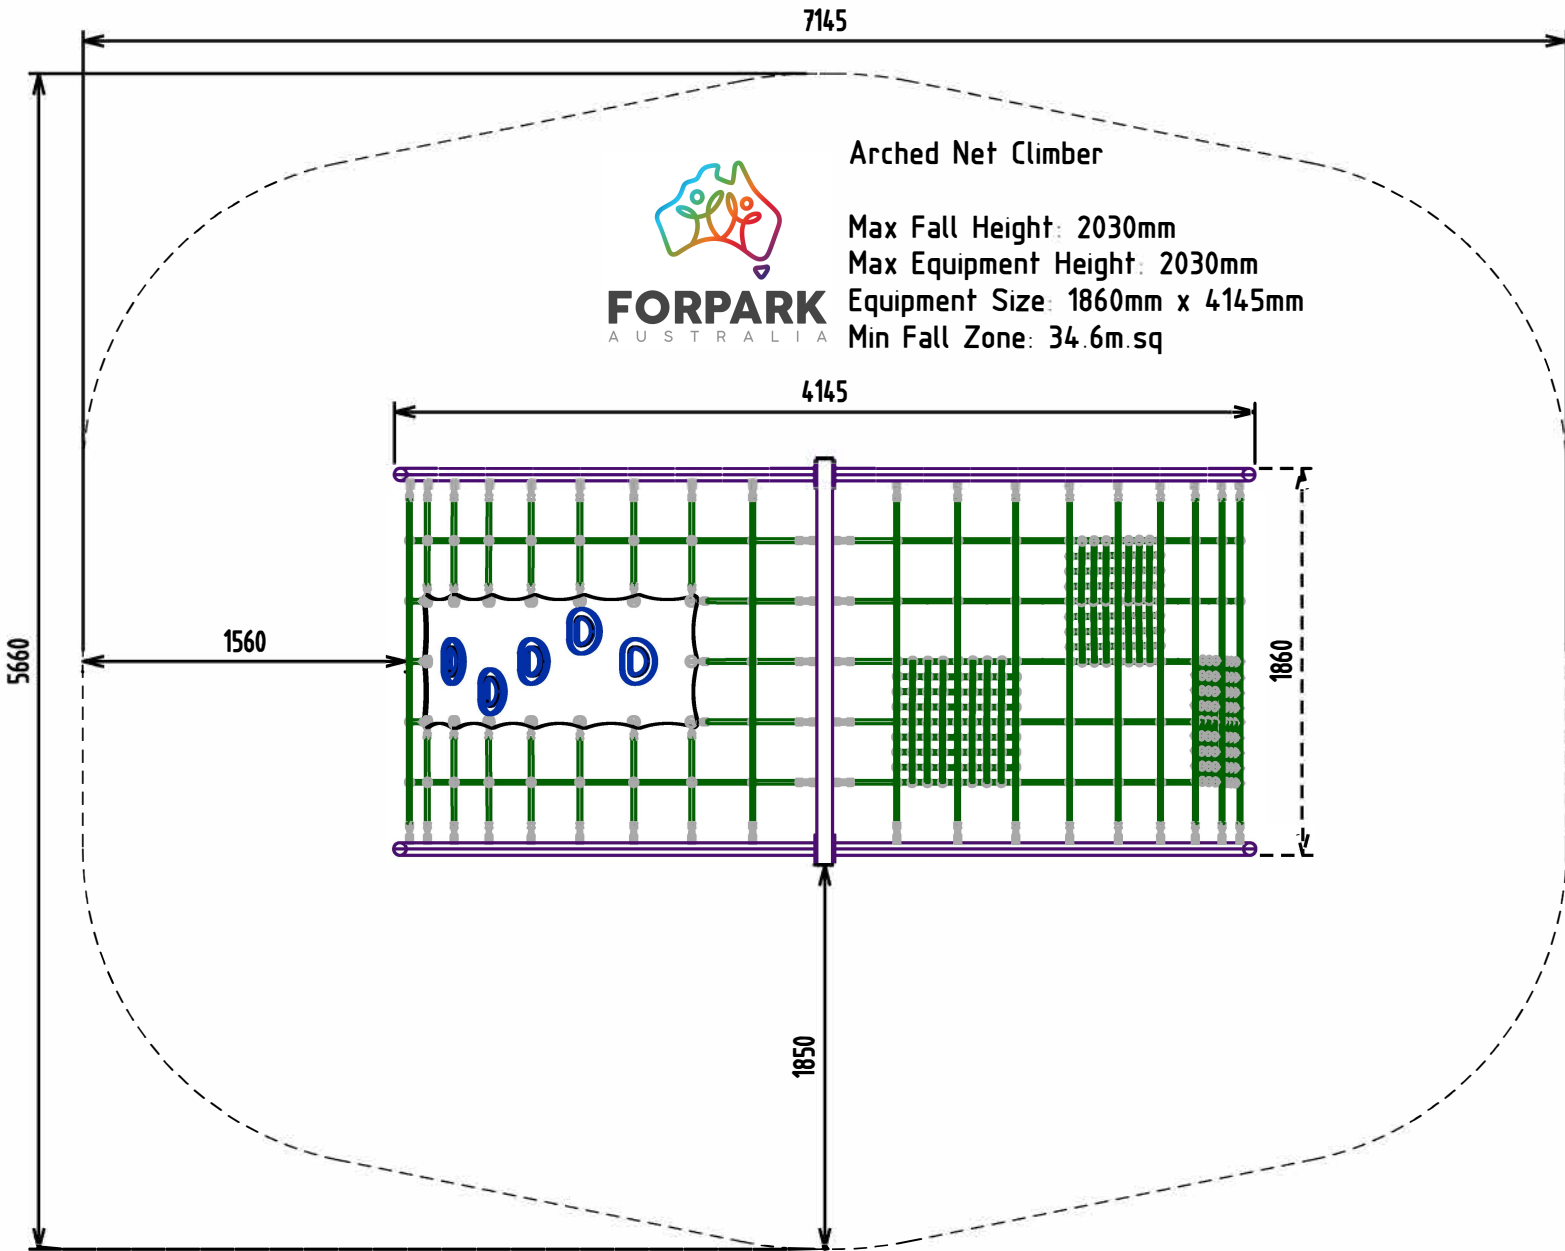 7145
Arched Net Climber
Max Fall Height: 2030mm
Max Equipment Height: 2030mm
Equipment Size: 1860mm x 4145mm
Min Fall Zone: 34.6m.sq
FORPARK
AUSTRALIA
4145
1560
5660
1860
1850